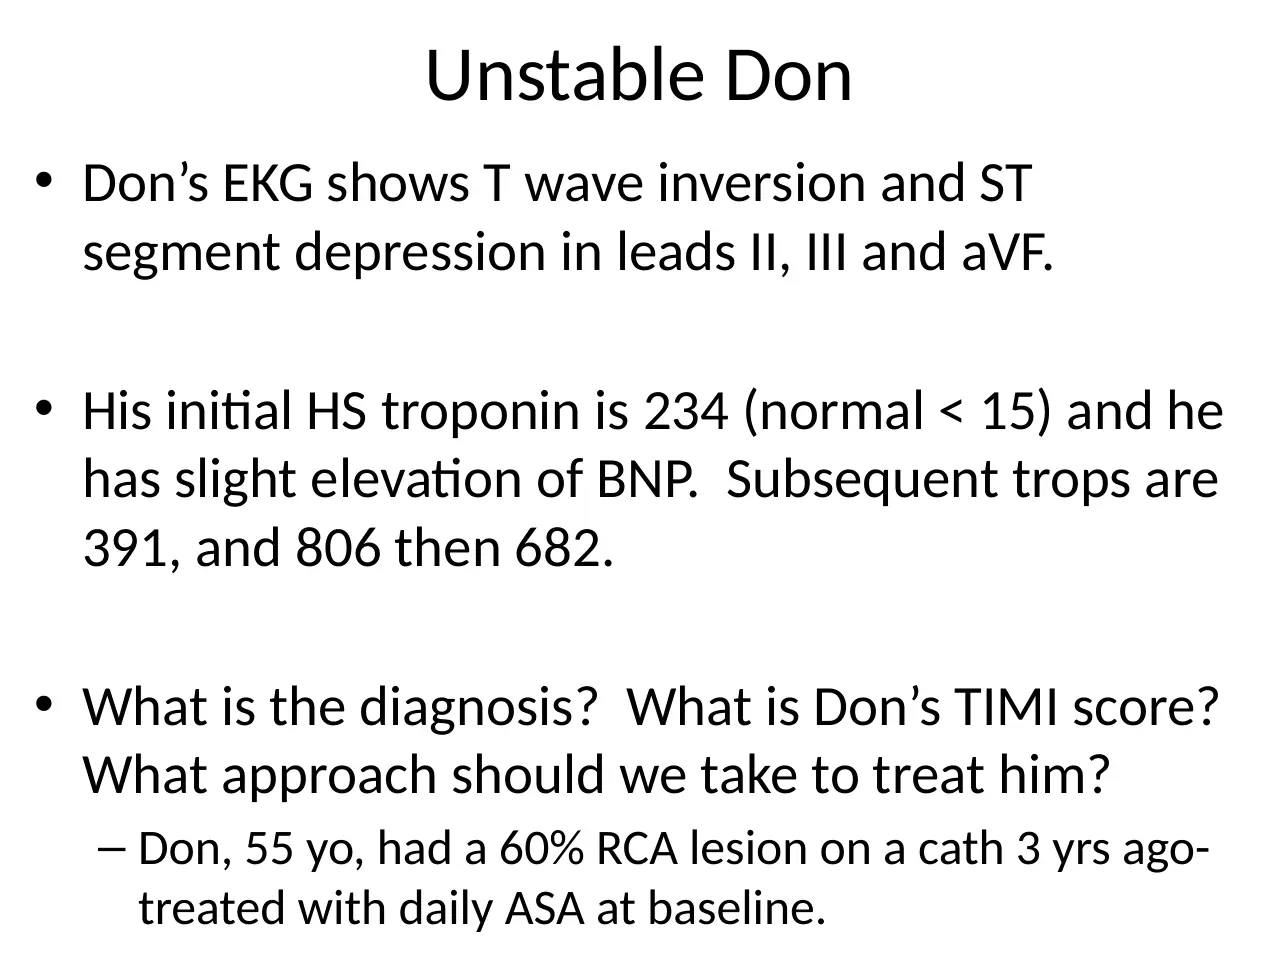 Unstable Don
• Don’s EKG shows T wave inversion and ST
segment depression in leads II, III and aVF.
• His initial HS troponin is 234 (normal < 15) and he
has slight elevation of BNP.  Subsequent trops are
391, and 806 then 682.
• What is the diagnosis?  What is Don’s TIMI score?
What approach should we take to treat him?
– Don, 55 yo, had a 60% RCA lesion on a cath 3 yrs ago-
treated with daily ASA at baseline.